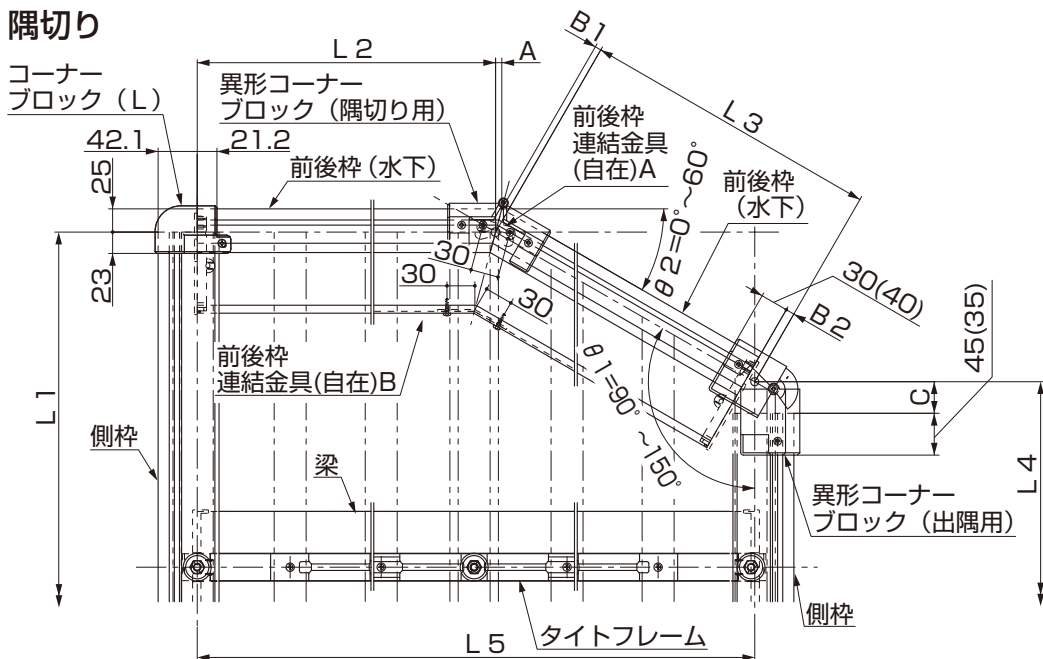 隅切り
コーナー
ブロック（L）
42.1
21.2
25
23
L 2
A
B1
L 3
異形コーナー
ブロック（隅切り用）
前後枠（水下）
前後枠
連結金具
(自在)A
θ2=0°~60°
前後枠
（水下）
30
30
30
30(40)
B2
45(35)
C
前後枠
連結金具(自在)B
θ1=90°~150°
L 1
側枠
梁
L 4
異形コーナー
ブロック（出隅用）
側枠
タイトフレーム
L 5